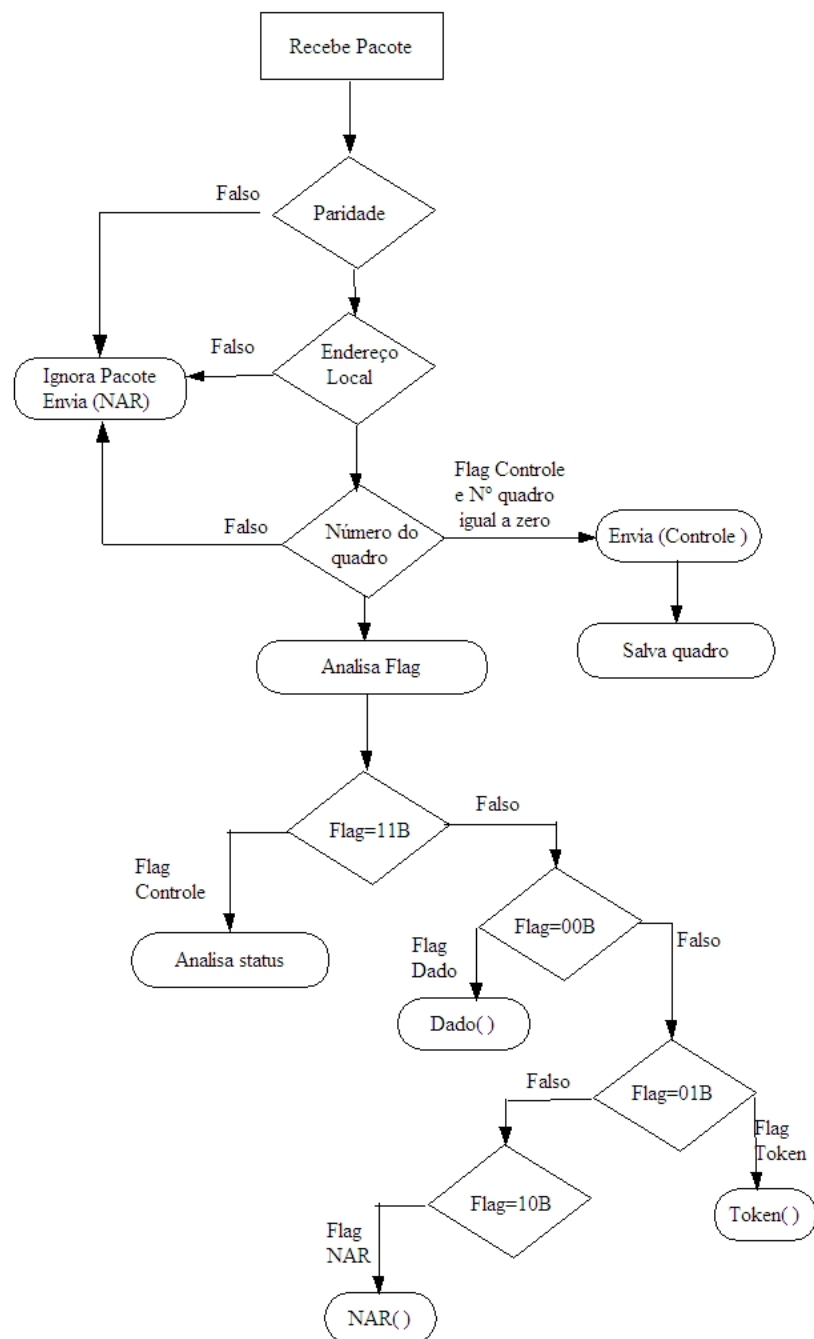 Recebe Pacote
Falso
Paridade
Falso
Endereço
Local
Ignora Pacote
Envia (NAR)
Flag Controle
e Nº quadro
igual a zero
Falso
Número do
quadro
Envia (Controle )
Analisa Flag
Salva quadro
Flag=11B
Falso
Flag
Controle
Analisa status
Flag=00B
Falso
Flag
Dado
Dado( )
Falso
Flag=01B
Flag
Token
Flag=10B
Token( )
Flag
NAR
NAR( )